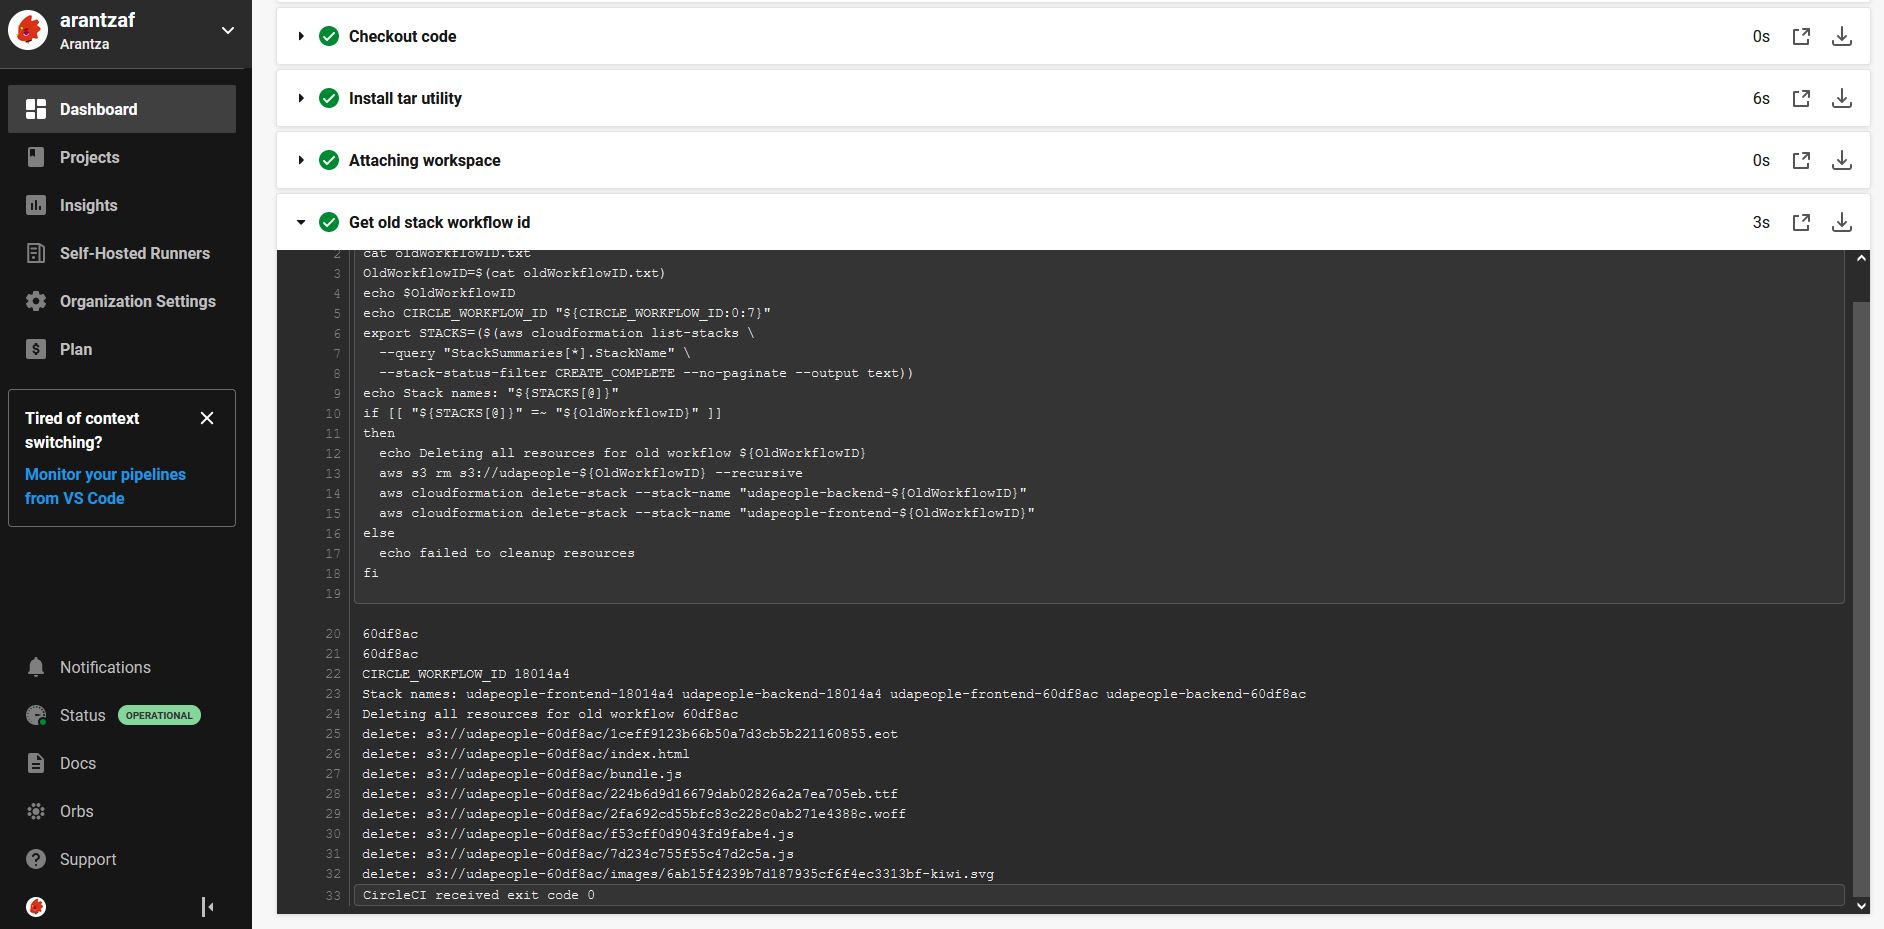 arantzaf
Arantza
Dashboard
Projects
Insights
Self-Hosted Runners
Organization Settings
$ Plan
Tired of context
switching?
Monitor your pipelines
from VS Code
Notifications
Status OPERATIONAL
Docs
Orbs
? Support
Checkout code 0s
Install tar utility 6s
Attaching workspace 0s
Get old stack workflow id 3s
2 cat oldWorkflowID.txt
3 OldWorkflowID=$(cat oldWorkflowID.txt)
4 echo $OldWorkflowID
5 echo CIRCLE_WORKFLOW_ID "${CIRCLE_WORKFLOW_ID:0:7}"
6 export STACKS=($(aws cloudformation list-stacks \
7 --query "StackSummaries[*].StackName" \
8 --stack-status-filter CREATE_COMPLETE --no-paginate --output text))
9 echo Stack names: "${STACKS[@]}"
10 if [[ "${STACKS[@]}" =~ "${OldWorkflowID}" ]]
11 then
12 echo Deleting all resources for old workflow ${OldWorkflowID}
13 aws s3 rm s3://udapeople-${OldWorkflowID} --recursive
14 aws cloudformation delete-stack --stack-name "udapeople-backend-${OldWorkflowID}"
15 aws cloudformation delete-stack --stack-name "udapeople-frontend-${OldWorkflowID}"
16 else
17 echo failed to cleanup resources
18 fi
19
20 60df8ac
21 60df8ac
22 CIRCLE_WORKFLOW_ID 18014a4
23 Stack names: udapeople-frontend-18014a4 udapeople-backend-18014a4 udapeople-frontend-60df8ac udapeople-backend-60df8ac
24 Deleting all resources for old workflow 60df8ac
25 delete: s3://udapeople-60df8ac/1ceff9123b66b50a7d3cb5b221160855.eot
26 delete: s3://udapeople-60df8ac/index.html
27 delete: s3://udapeople-60df8ac/bundle.js
28 delete: s3://udapeople-60df8ac/224b6d9d16679dab02826a2a7ea705eb.ttf
29 delete: s3://udapeople-60df8ac/2fa692cd55bfc83c228c0ab271e4388c.woff
30 delete: s3://udapeople-60df8ac/f53cff0d9043fd9fabe4.js
31 delete: s3://udapeople-60df8ac/7d234c755f55c47d2c5a.js
32 delete: s3://udapeople-60df8ac/images/6ab15f4239b7d187935cf6f4ec3313bf-kiwi.svg
33 CircleCI received exit code 0